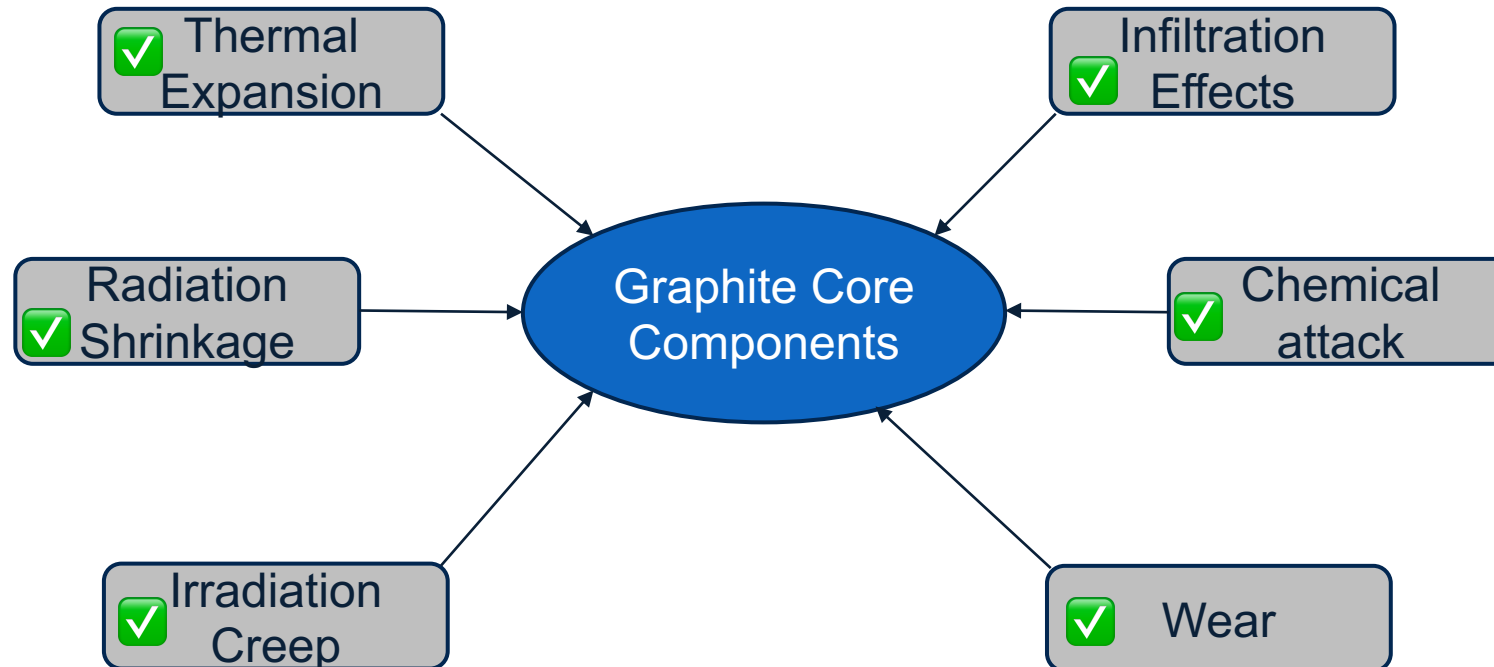 Thermal
Expansion
Infiltration
Effects
Radiation
Shrinkage
Graphite Core
Components
Chemical
attack
Irradiation
Creep
Wear